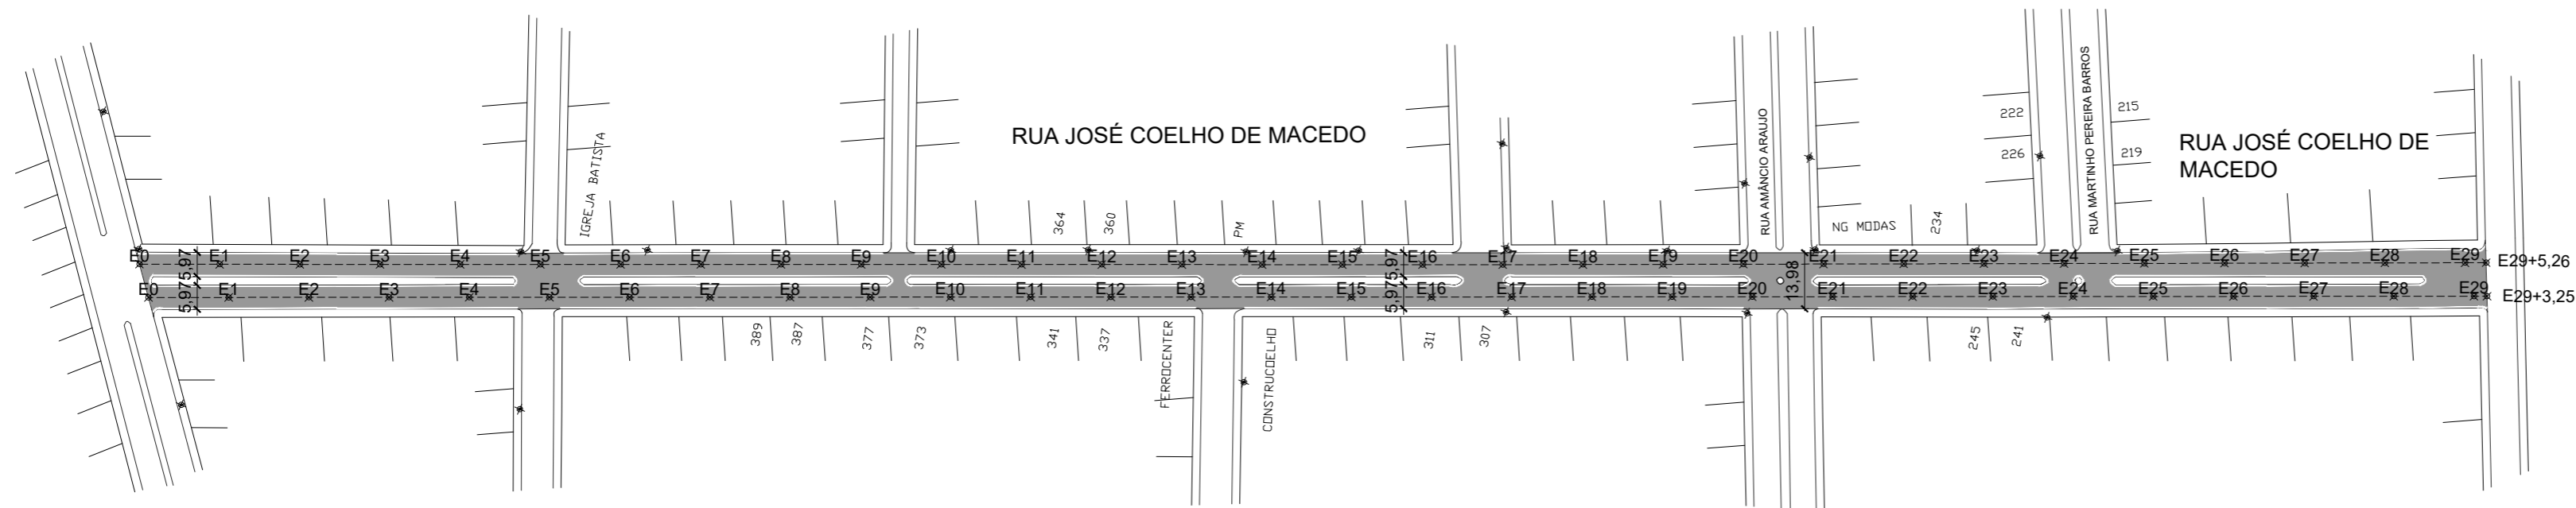 RUA JOSÉ COELHO DE MACEDO
RUA JOSÉ COELHO DE
MACEDO
IGREJA BATISTA
364
360
PM
RUA AMÂNCIO ARAUJO
NG MODAS
234
222
226
RUA MARTINHO PEREIRA BARROS
215
219
E0 E1 E2 E3 E4 E5 E6 E7 E8 E9 E10 E11 E12 E13 E14 E15 E16 E17 E18 E19 E20 E21 E22 E23 E24 E25 E26 E27 E28 E29 E29+5,26
5,97
5,97
5,97
5,97
13,98
E0 E1 E2 E3 E4 E5 E6 E7 E8 E9 E10 E11 E12 E13 E14 E15 E16 E17 E18 E19 E20 E21 E22 E23 E24 E25 E26 E27 E28 E29 E29+3,25
389
387
377
373
341
337
FERROCENTER
CONSTRUCOELHO
311
307
245
241